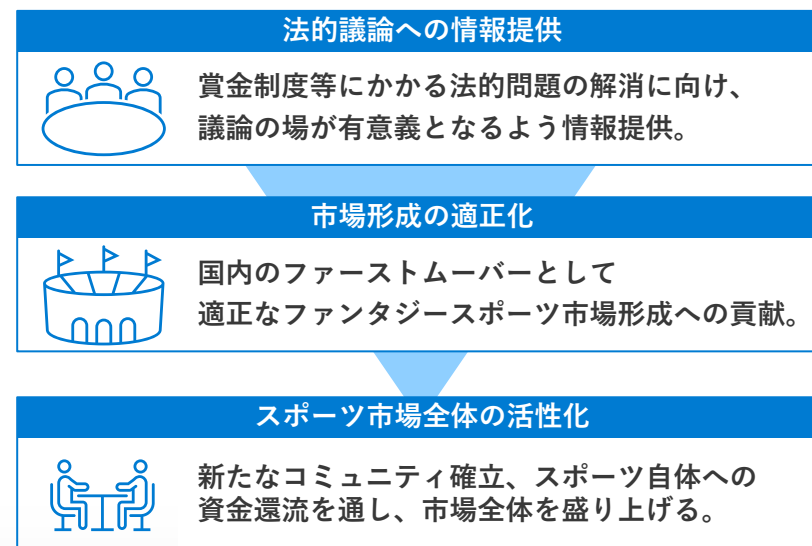 法的議論への情報提供
賞金制度等にかかる法的問題の解消に向け、
議論の場が有意義となるよう情報提供。
市場形成の適正化
国内のファーストムーバーとして
適正なファンタジースポーツ市場形成への貢献。
スポーツ市場全体の活性化
新たなコミュニティ確立、スポーツ自体への
資金還流を通し、市場全体を盛り上げる。